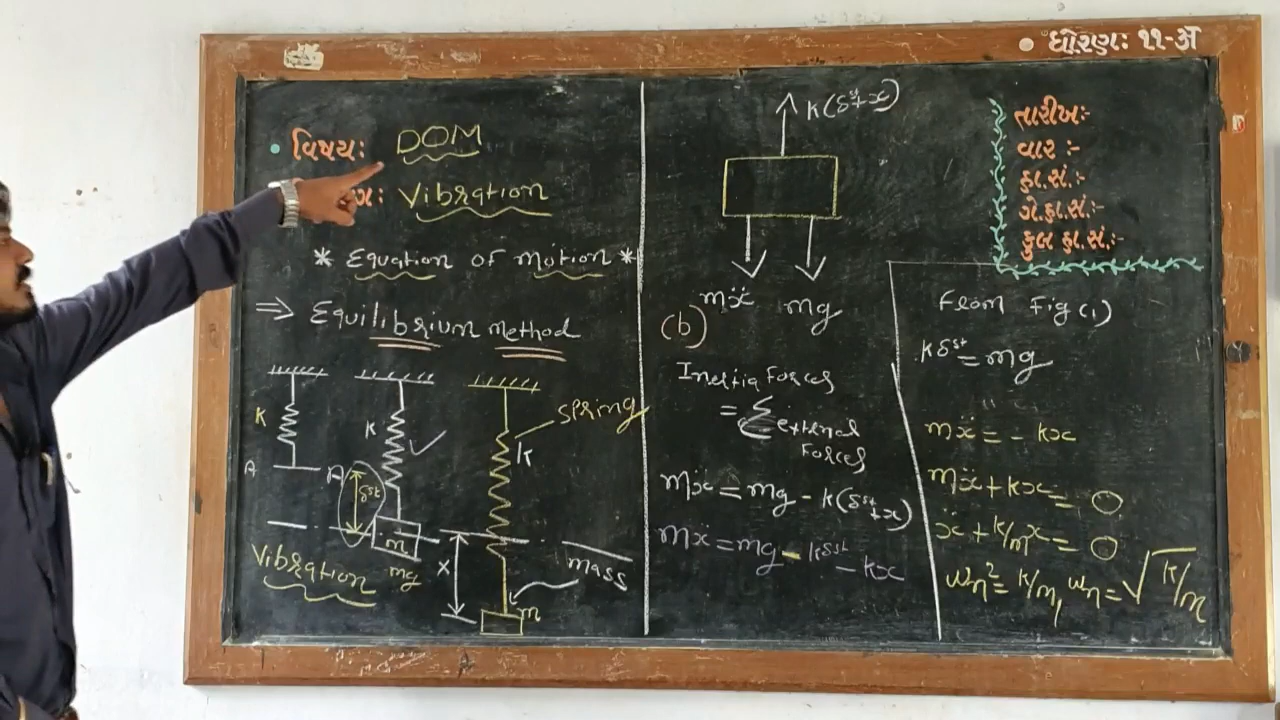 ધોરણઃ ૧૧-અ
વિષયઃ DOM
ણઃ Vibration
* Equation of motion *
⇒ Equilibrium method
K
A
K
A
δst
m
mg
Spring
K
x
mass
m
Vibration
K(δst+x)
mẍ mg
(b)
Inertia Forces
= Σ external
Forces
mẍ = mg - k(δst+x)
mẍ = mg - kδst - kx
તારીખઃ-
વાર :-
હા.સં.:-
ગે.હા.સં:-
કુલ હા.સં.:-
From Fig (1)
kδst = mg
mẍ = - kx
mẍ + kx = 0
ẍ + k/m x = 0
ωn² = k/m, ωn = √k/m